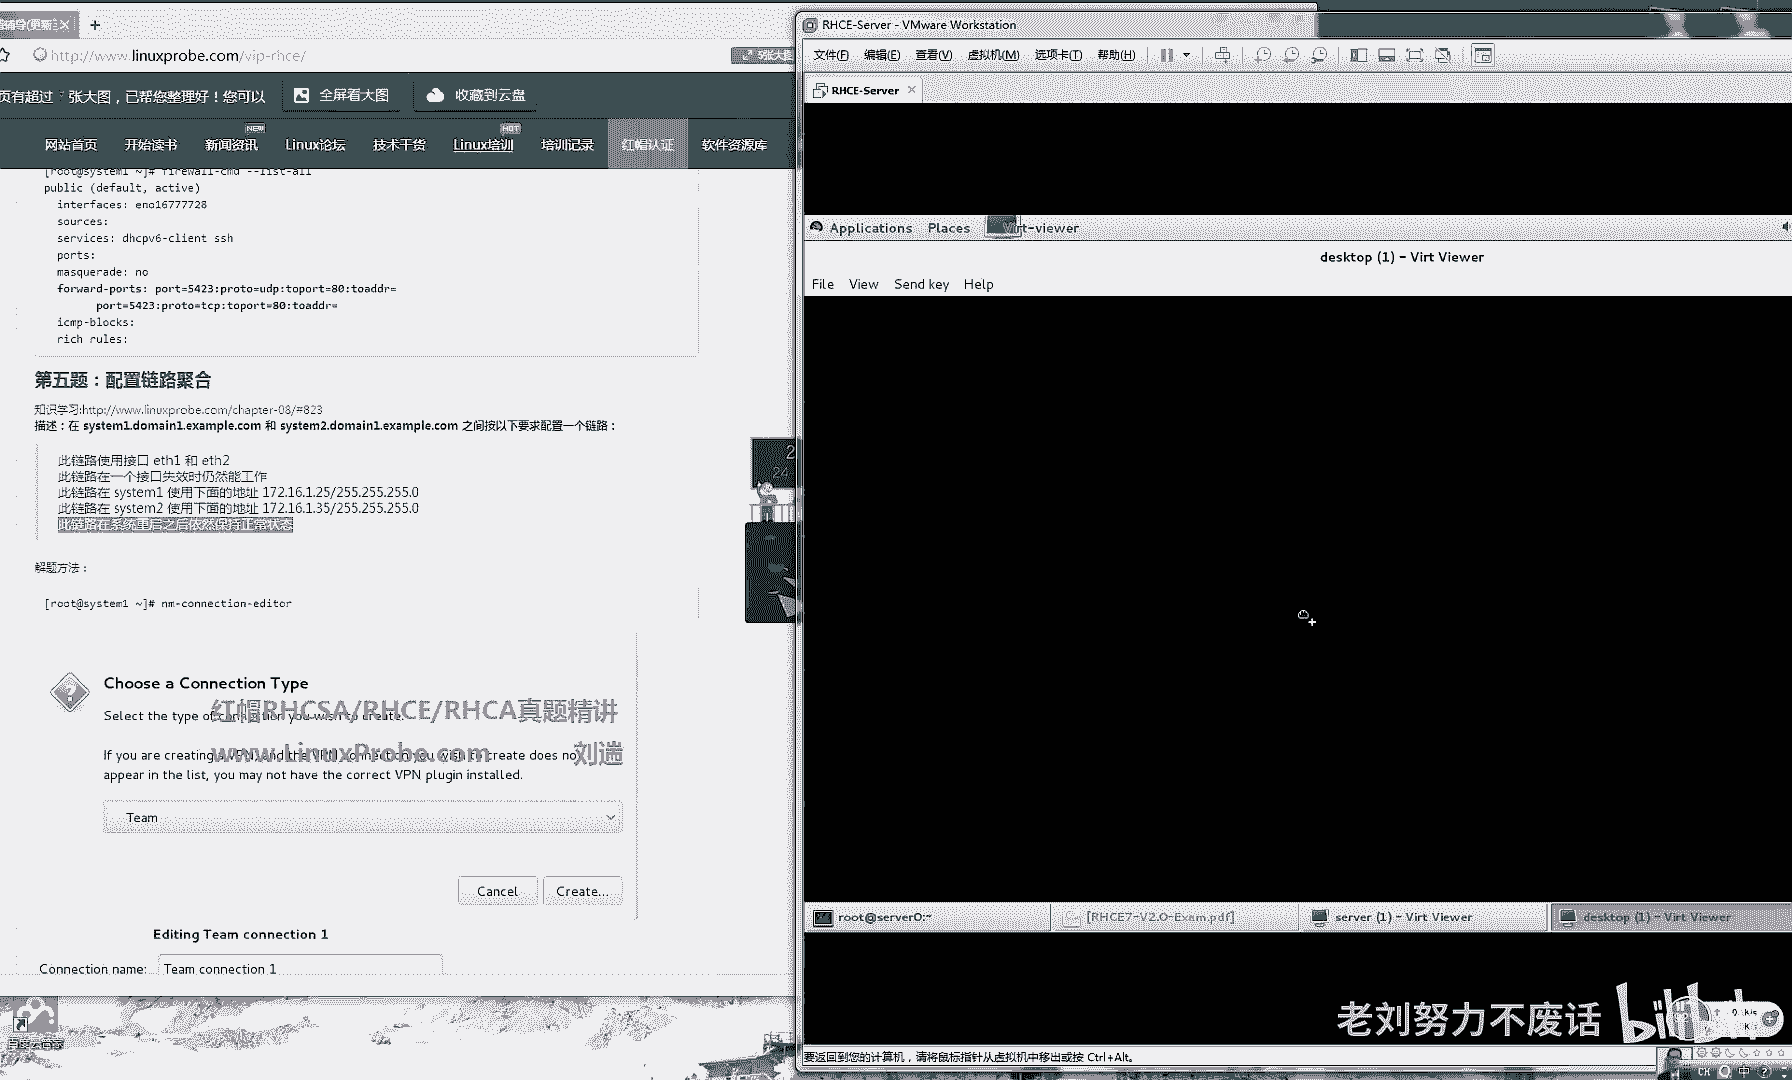 http://www.linuxprobe.com/vip-rhce/
页有超过 张大图，已帮您整理好！您可以
全屏看大图
收藏到云盘
网站首页
开始读书
新闻资讯
NEW
Linux论坛
技术干货
Linux培训
HOT
培训记录
红帽认证
软件资源库
[root@system1 ~]# firewall-cmd --list-all
public (default, active)
interfaces: eno16777728
sources:
services: dhcpv6-client ssh
ports:
masquerade: no
forward-ports: port=5423:proto=udp:toport=80:toaddr=
port=5423:proto=tcp:toport=80:toaddr=
icmp-blocks:
rich rules:
第五题：配置链路聚合
知识学习:http://www.linuxprobe.com/chapter-08/#823
描述：在 system1.domain1.example.com 和 system2.domain1.example.com 之间按以下要求配置一个链路：
此链路使用接口 eth1 和 eth2
此链路在一个接口失效时仍然能工作
此链路在 system1 使用下面的地址 172.16.1.25/255.255.255.0
此链路在 system2 使用下面的地址 172.16.1.35/255.255.255.0
此链路在系统重启之后依然保持正常状态
解题方法：
[root@system1 ~]# nm-connection-editor
Choose a Connection Type
Select the type of connection you wish to create.
If you are creating a VPN, and the VPN connection you wish to create does no
appear in the list, you may not have the correct VPN plugin installed.
红帽RHCSA/RHCE/RHCA真题精讲
www.LinuxProbe.com 刘遄
Team
Cancel
Create...
Editing Team connection 1
Connection name: Team connection 1
百度云管家
RHCE-Server - VMware Workstation
文件(F) 编辑(E) 查看(V) 虚拟机(M) 选项卡(T) 帮助(H)
RHCE-Server
Applications Places Virt-viewer
desktop (1) - Virt Viewer
File View Send key Help
root@server0:~
[RHCE7-V2.0-Exam.pdf]
server (1) - Virt Viewer
desktop (1) - Virt Viewer
老刘努力不废话 bilibili
要返回到您的计算机，请将鼠标指针从虚拟机中移出或按 Ctrl+Alt。
CH
中